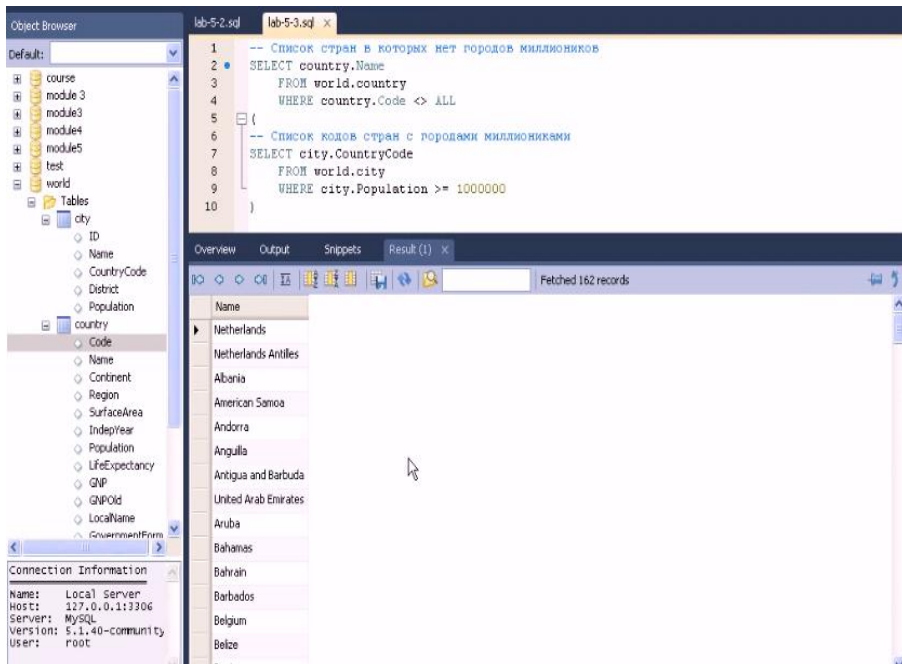 Object Browser
Default:
course
module 3
module3
module4
module5
test
world
Tables
city
ID
Name
CountryCode
District
Population
country
Code
Name
Continent
Region
SurfaceArea
IndepYear
Population
LifeExpectancy
GNP
GNPOld
LocalName
GovernmentForm
Connection Information
Name: Local Server
Host: 127.0.0.1:3306
Server: MySQL
Version: 5.1.40-community
User: root
lab-5-2.sql lab-5-3.sql
1 -- Список стран в которых нет городов миллиоников
2 SELECT country.Name
3 FROM world.country
4 WHERE country.Code <> ALL
5 (
6 -- Список кодов стран с городами миллиониками
7 SELECT city.CountryCode
8 FROM world.city
9 WHERE city.Population >= 1000000
10 )
Overview Output Snippets Result (1)
Fetched 162 records
Name
Netherlands
Netherlands Antilles
Albania
American Samoa
Andorra
Anguilla
Antigua and Barbuda
United Arab Emirates
Aruba
Bahamas
Bahrain
Barbados
Belgium
Belize